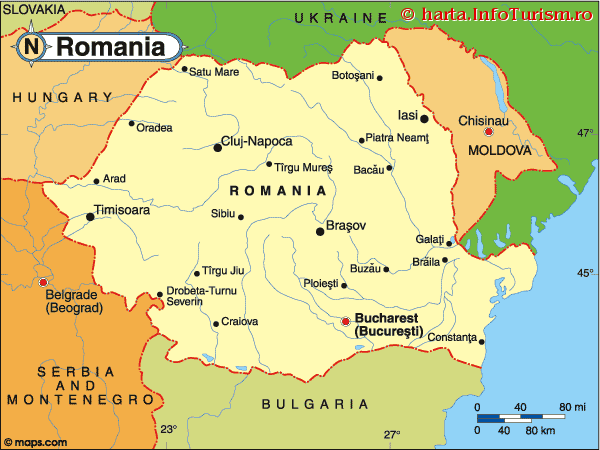 SLOVAKIA
UKRAINE
© harta.InfoTurism.ro
N Romania
HUNGARY
Satu Mare
Botoşani
Iasi
Chisinau
MOLDOVA
47°
Oradea
Cluj-Napoca
Piatra Neamţ
Tîrgu Mureş
Bacău
Arad
ROMANIA
Timisoara
Sibiu
Braşov
Galaţi
Brăila
45°
Tîrgu Jiu
Buzău
Ploieşti
Belgrade
(Beograd)
Drobeta-Turnu
Severin
Craiova
Bucharest
(Bucureşti)
Constanţa
SERBIA
AND
MONTENEGRO
BULGARIA
0 40 80 mi
0 40 80 km
23°
27°
© maps.com